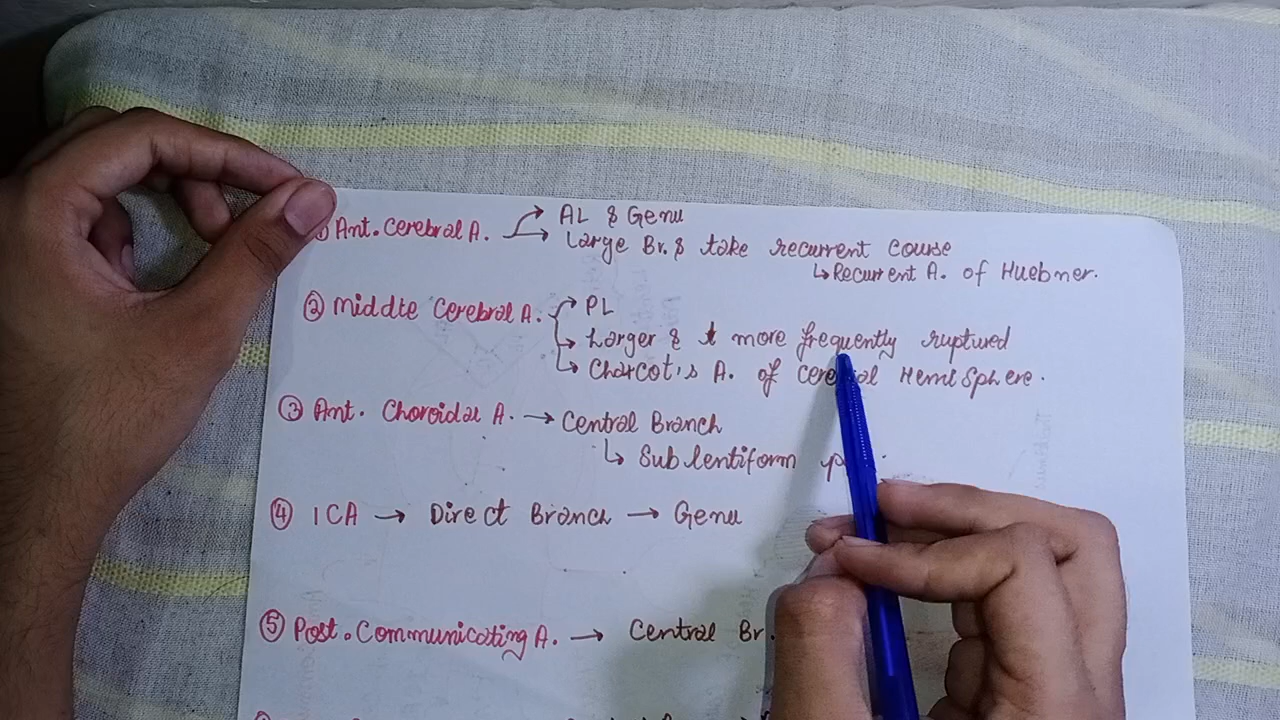 Ant. Cerebral A. → AL & Genu
→ Large Br. & take recurrent course
↳ Recurrent A. of Huebner.
② Middle Cerebral A. → PL
→ Larger & more frequently ruptured
→ Charcot's A. of Hemisphere.
③ Ant. Choroidal A. → Central Branch
↳ Sublentiform
④ ICA → Direct Branch → Genu
⑤ Post. Communicating A. → Central Br.